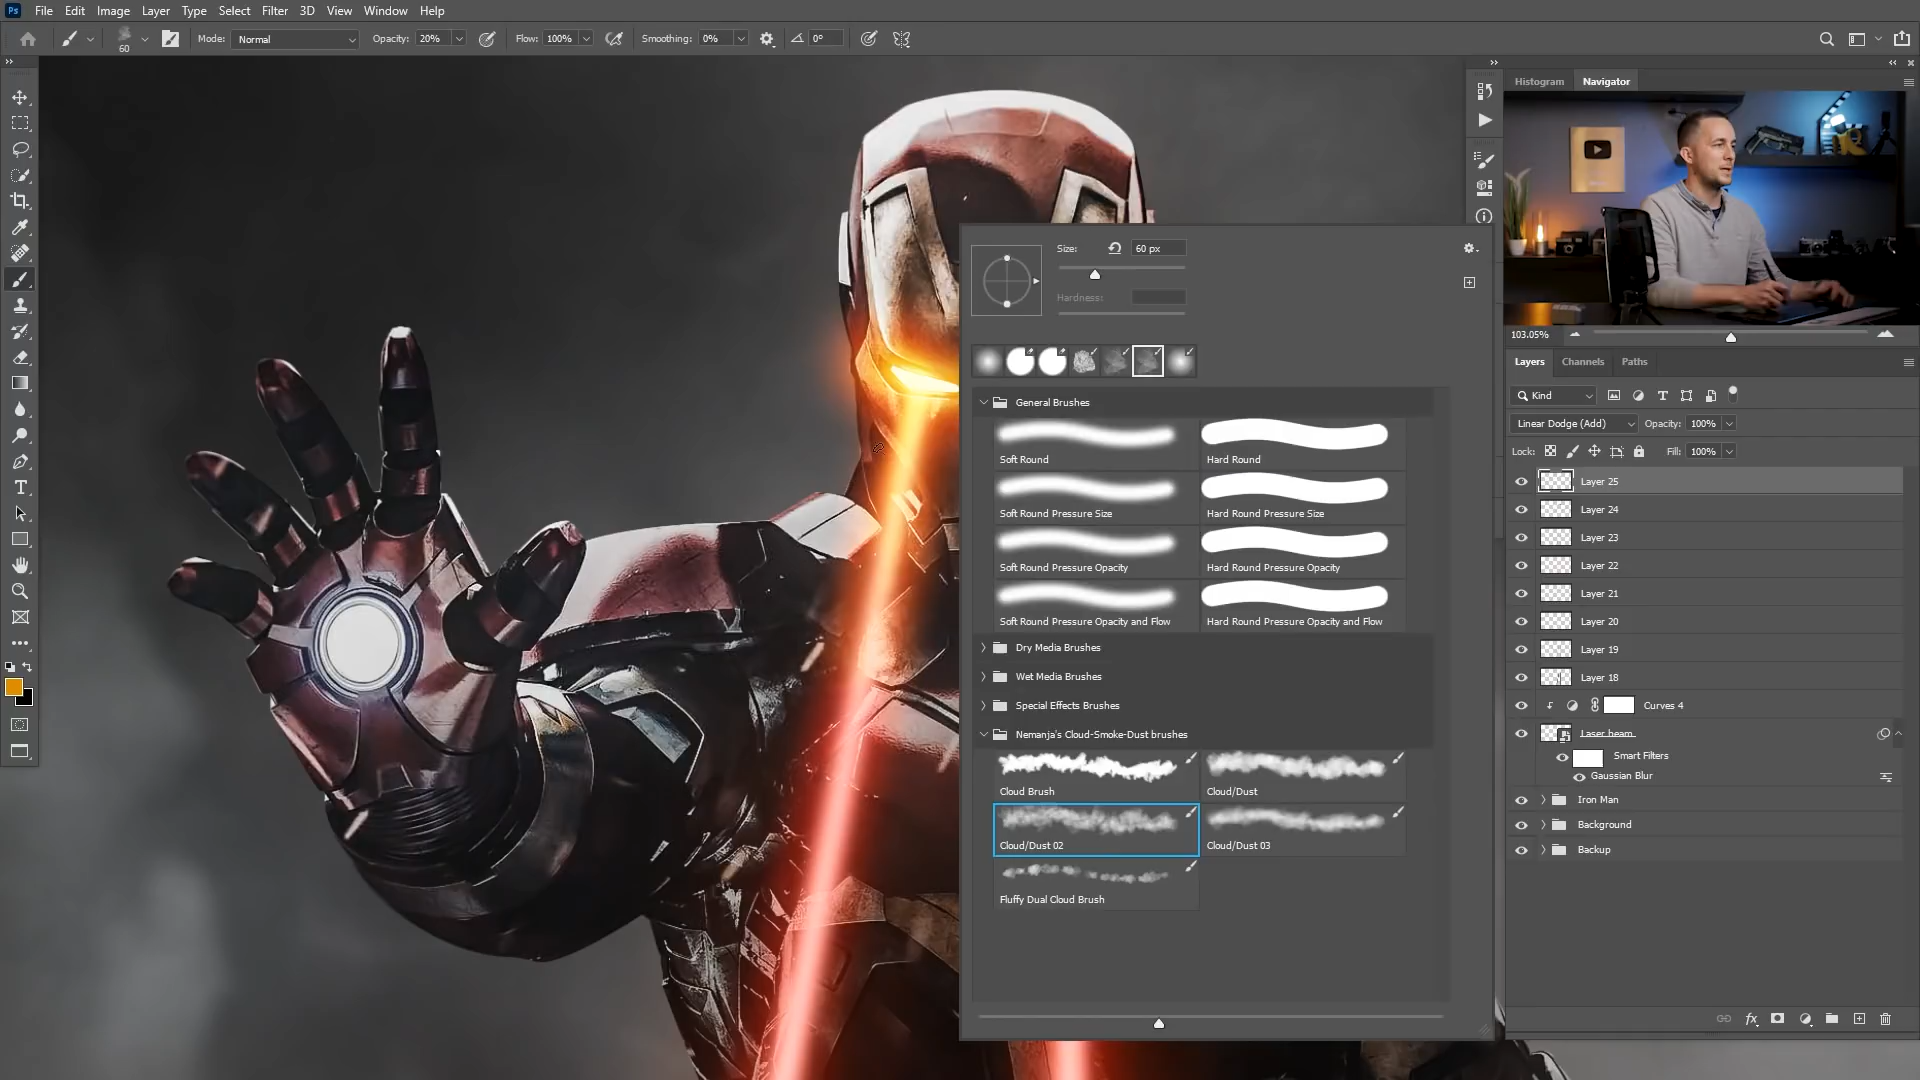 Ps File Edit Image Layer Type Select Filter 3D View Window Help
60 Mode: Normal Opacity: 20% Flow: 100% Smoothing: 0% 0°
Histogram Navigator
Size: 60 px
Hardness:
103.05%
Layers Channels Paths
Kind
Linear Dodge (Add) Opacity: 100%
Lock: Fill: 100%
General Brushes
Soft Round Hard Round
Soft Round Pressure Size Hard Round Pressure Size
Soft Round Pressure Opacity Hard Round Pressure Opacity
Soft Round Pressure Opacity and Flow Hard Round Pressure Opacity and Flow
Dry Media Brushes
Wet Media Brushes
Special Effects Brushes
Nemanja's Cloud-Smoke-Dust brushes
Cloud Brush Cloud/Dust
Cloud/Dust 02 Cloud/Dust 03
Fluffy Dual Cloud Brush
Layer 25
Layer 24
Layer 23
Layer 22
Layer 21
Layer 20
Layer 19
Layer 18
Curves 4
Laser beam
Smart Filters
Gaussian Blur
Iron Man
Background
Backup
fx